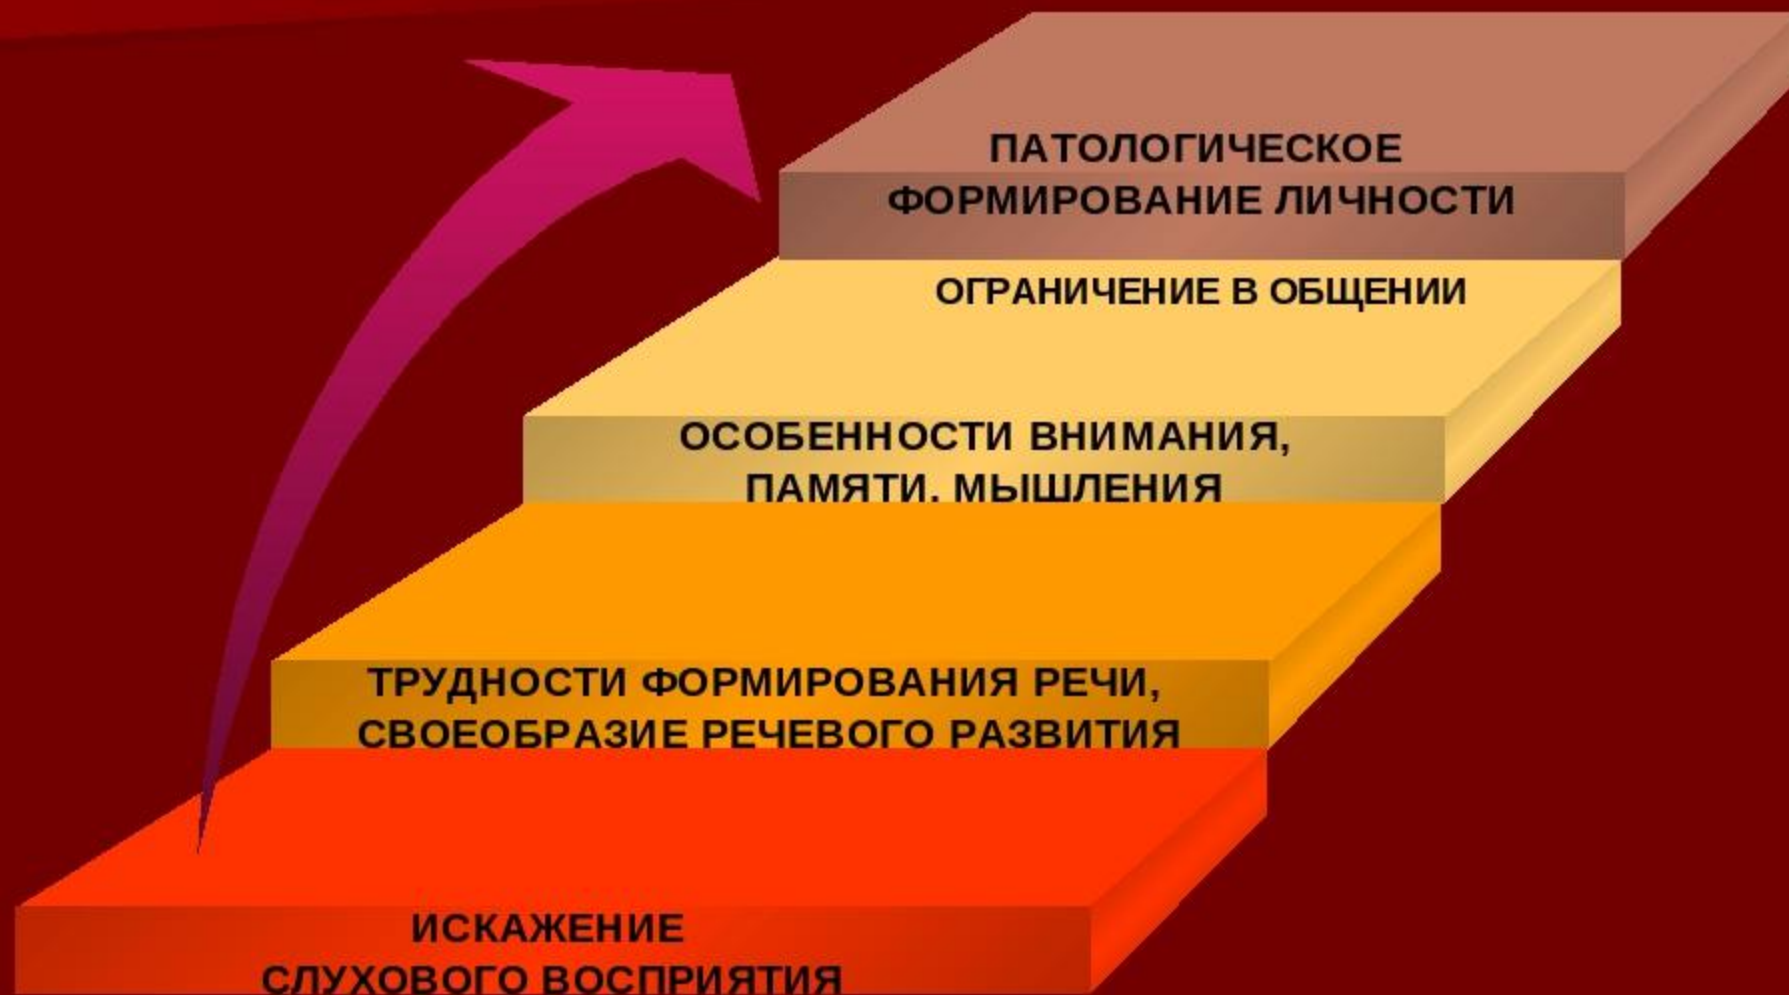 ПАТОЛОГИЧЕСКОЕ
ФОРМИРОВАНИЕ ЛИЧНОСТИ
ОГРАНИЧЕНИЕ В ОБЩЕНИИ
ОСОБЕННОСТИ ВНИМАНИЯ,
ПАМЯТИ, МЫШЛЕНИЯ
ТРУДНОСТИ ФОРМИРОВАНИЯ РЕЧИ,
СВОЕОБРАЗИЕ РЕЧЕВОГО РАЗВИТИЯ
ИСКАЖЕНИЕ
СЛУХОВОГО ВОСПРИЯТИЯ